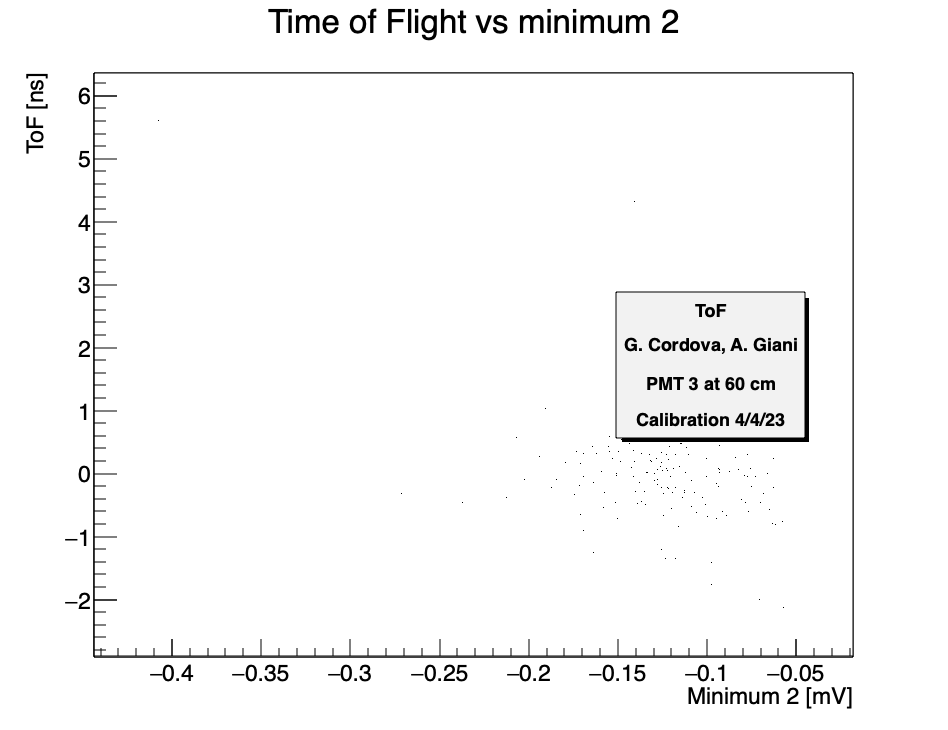 Time of Flight vs minimum 2
ToF [ns]
6
5
4
3
2
1
0
−1
−2
ToF
G. Cordova, A. Giani
PMT 3 at 60 cm
Calibration 4/4/23
−0.4 −0.35 −0.3 −0.25 −0.2 −0.15 −0.1 −0.05
Minimum 2 [mV]